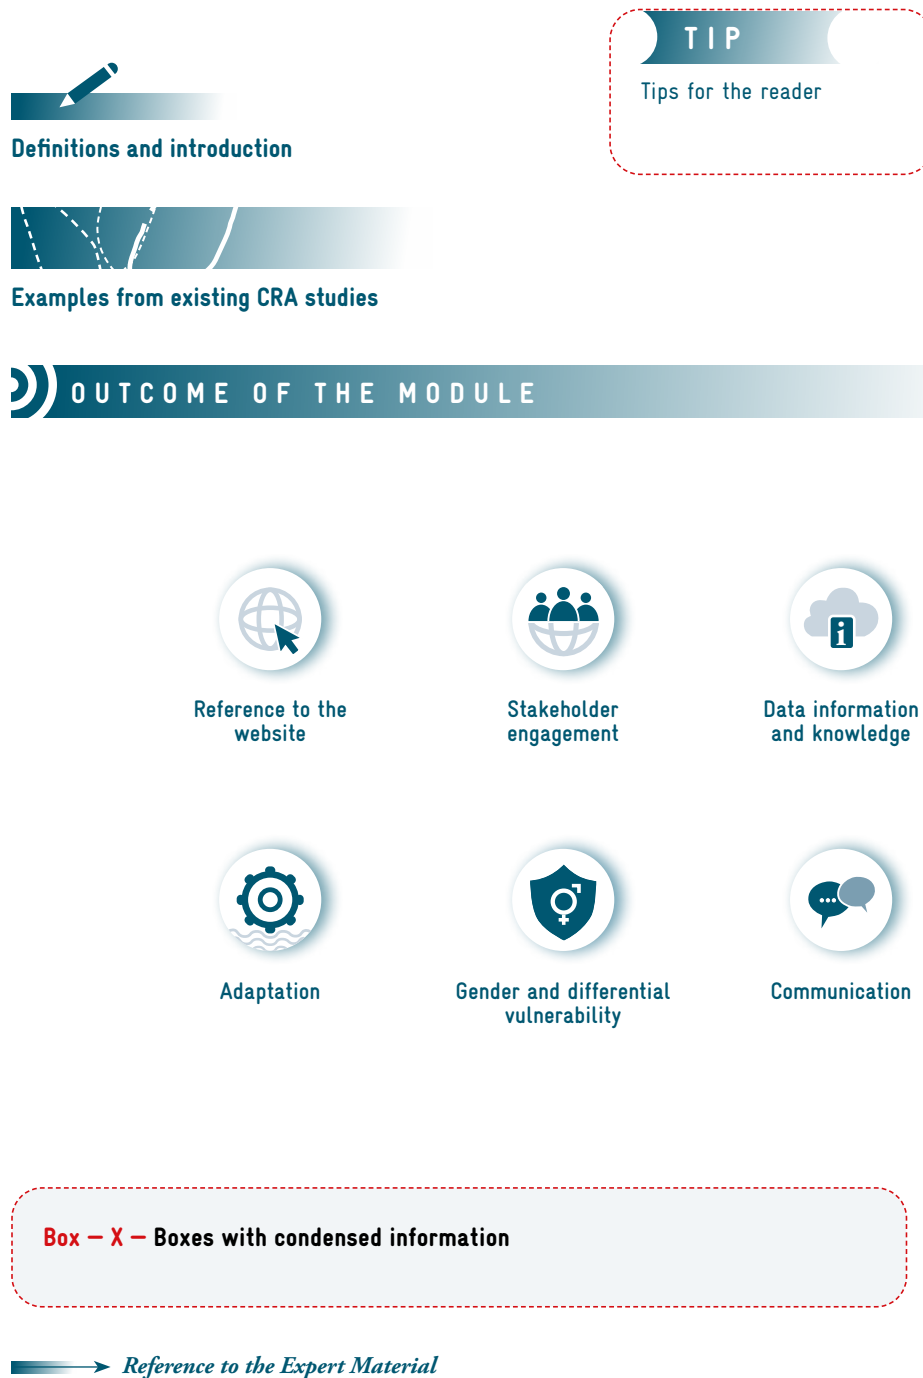 TIP
Tips for the reader
Definitions and introduction
Examples from existing CRA studies
OUTCOME OF THE MODULE
Reference to the
website
Stakeholder
engagement
Data information
and knowledge
Adaptation
Gender and differential
vulnerability
Communication
Box – X – Boxes with condensed information
Reference to the Expert Material